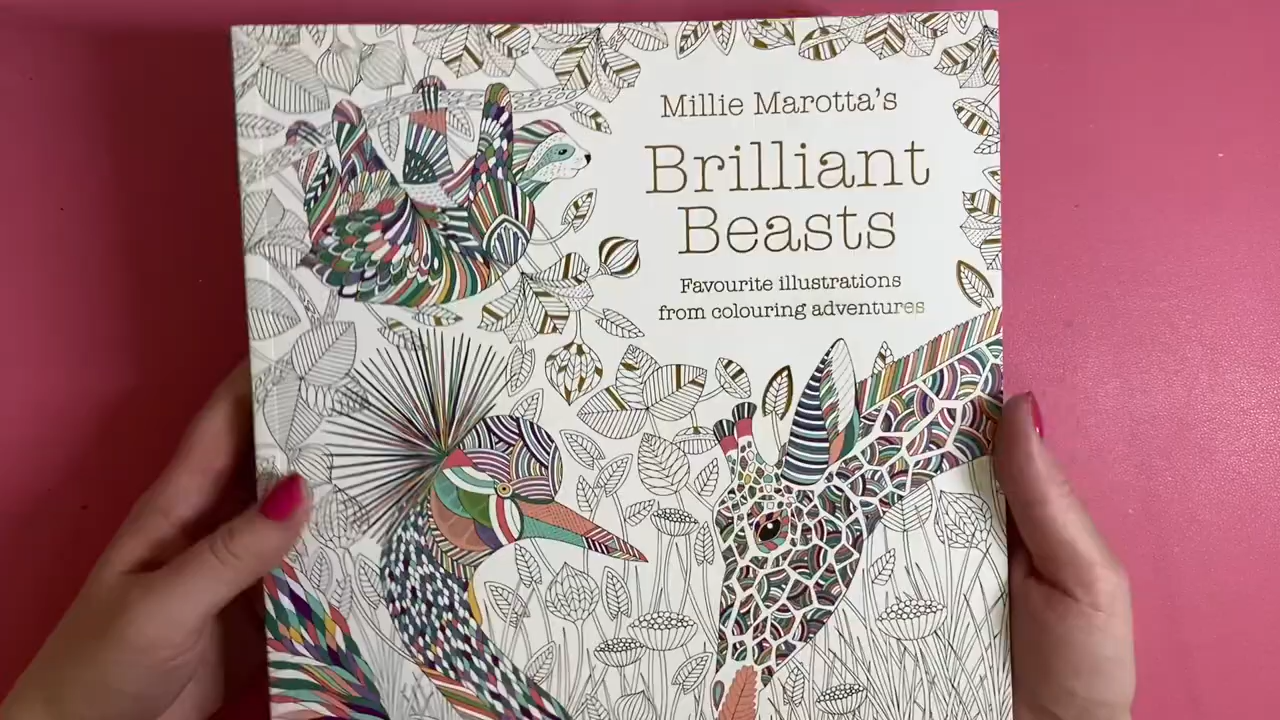 Millie Marotta's
Brilliant
Beasts
Favourite illustrations
from colouring adventures